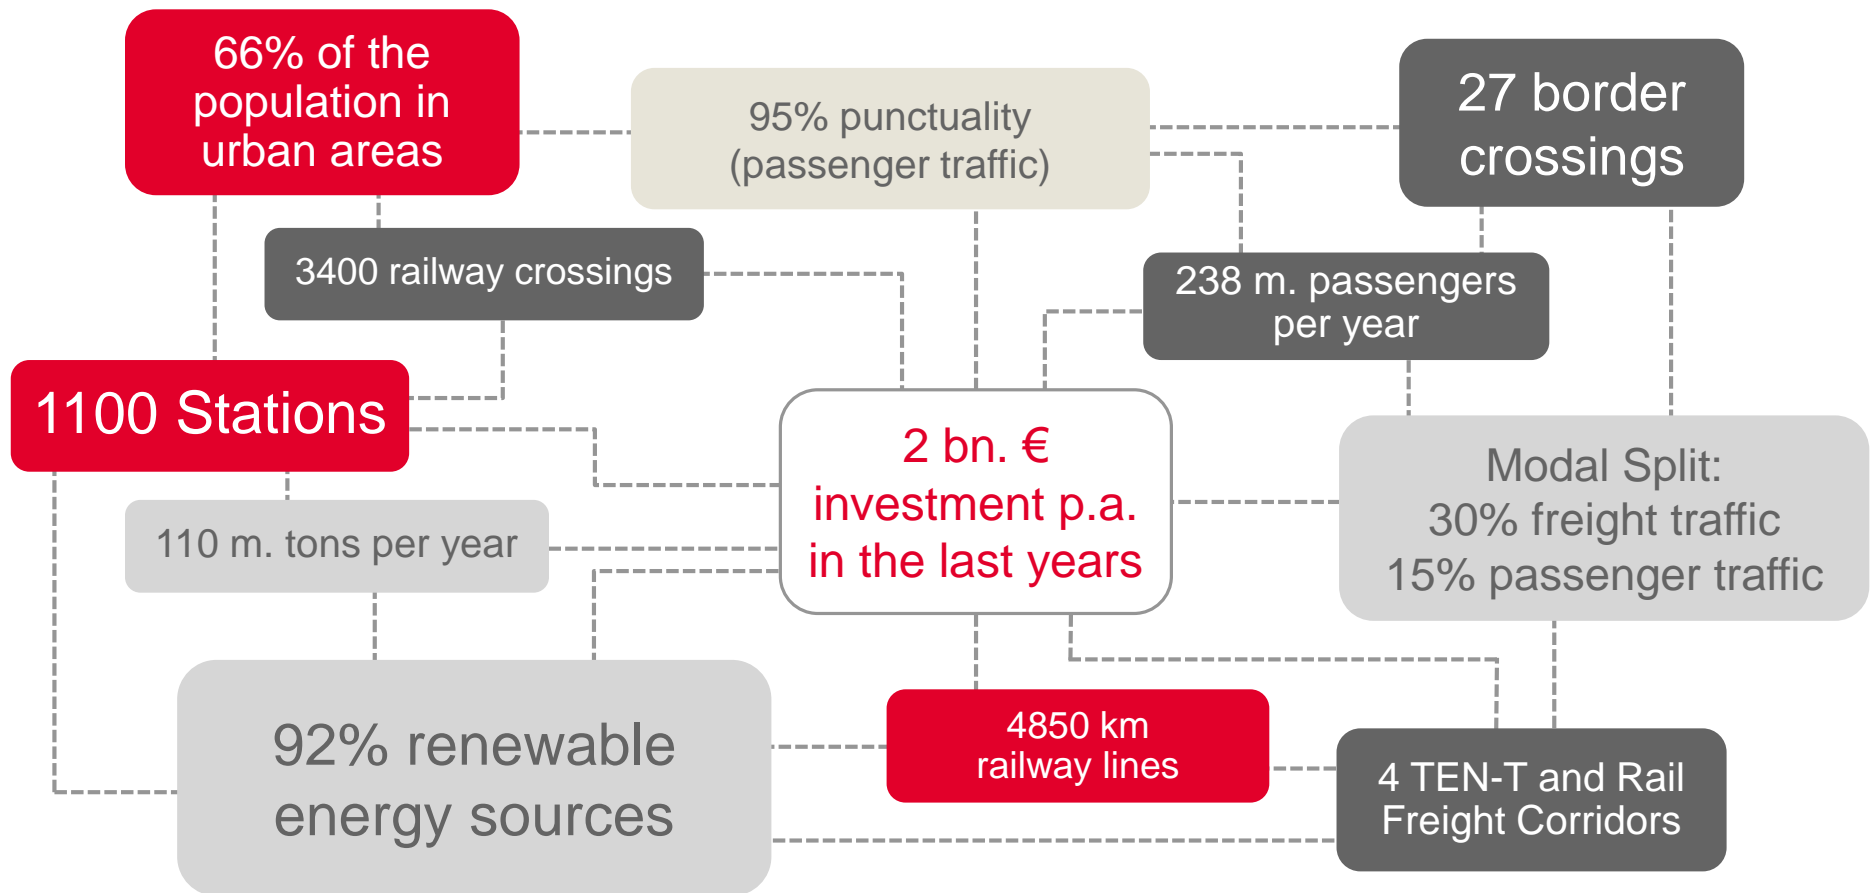 66% of the
population in
urban areas
95% punctuality
(passenger traffic)
27 border
crossings
3400 railway crossings
238 m. passengers
per year
1100 Stations
2 bn. €
investment p.a.
in the last years
Modal Split:
30% freight traffic
15% passenger traffic
110 m. tons per year
92% renewable
energy sources
4850 km
railway lines
4 TEN-T and Rail
Freight Corridors